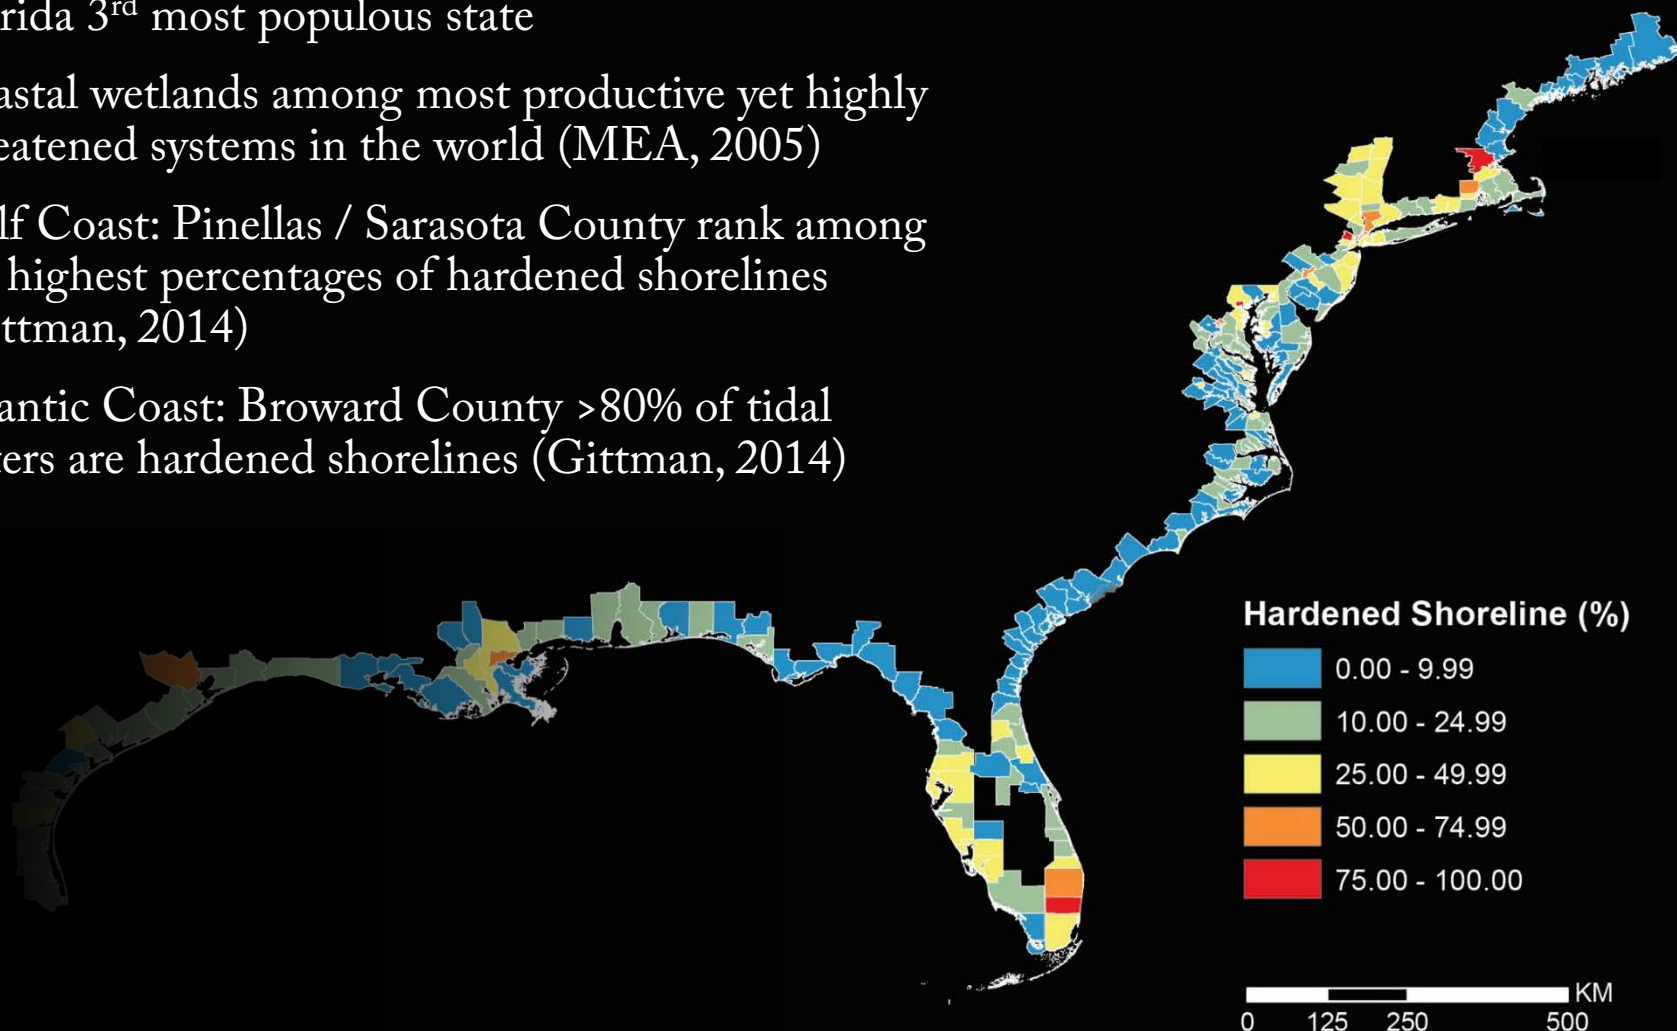 rida 3rd most populous state
astal wetlands among most productive yet highly
eatened systems in the world (MEA, 2005)
lf Coast: Pinellas / Sarasota County rank among
highest percentages of hardened shorelines
ttman, 2014)
antic Coast: Broward County >80% of tidal
ters are hardened shorelines (Gittman, 2014)
Hardened Shoreline (%)
0.00 - 9.99
10.00 - 24.99
25.00 - 49.99
50.00 - 74.99
75.00 - 100.00
KM
0 125 250 500